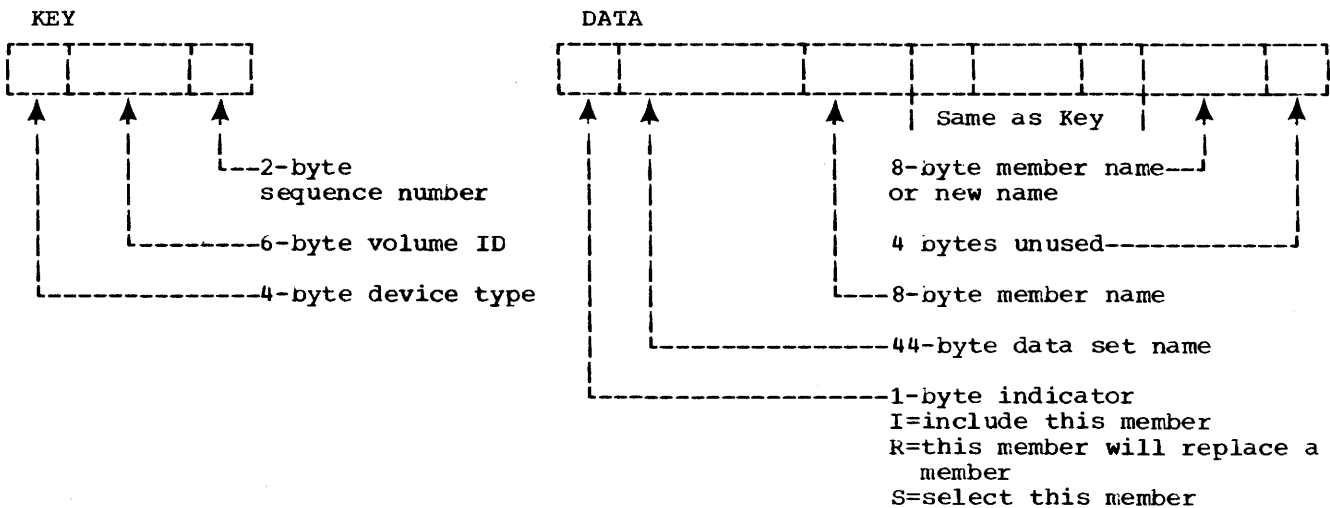 KEY
DATA
Same as Key
2-byte
sequence number
6-byte volume ID
4-byte device type
8-byte member name
or new name
4 bytes unused
8-byte member name
44-byte data set name
1-byte indicator
I=include this member
R=this member will replace a
member
S=select this member